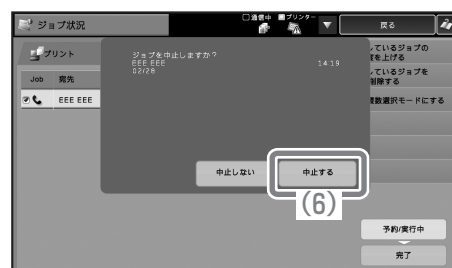 ジョブ状況
通信中
プリンター
戻る
プリント
ジョブを中止しますか？
EEE EEE
14:19
02/28
しているジョブの
度を上げる
Job
宛先
しているジョブを
削除する
EEE EEE
複数選択モードにする
中止しない
中止する
(6)
予約/実行中
完了